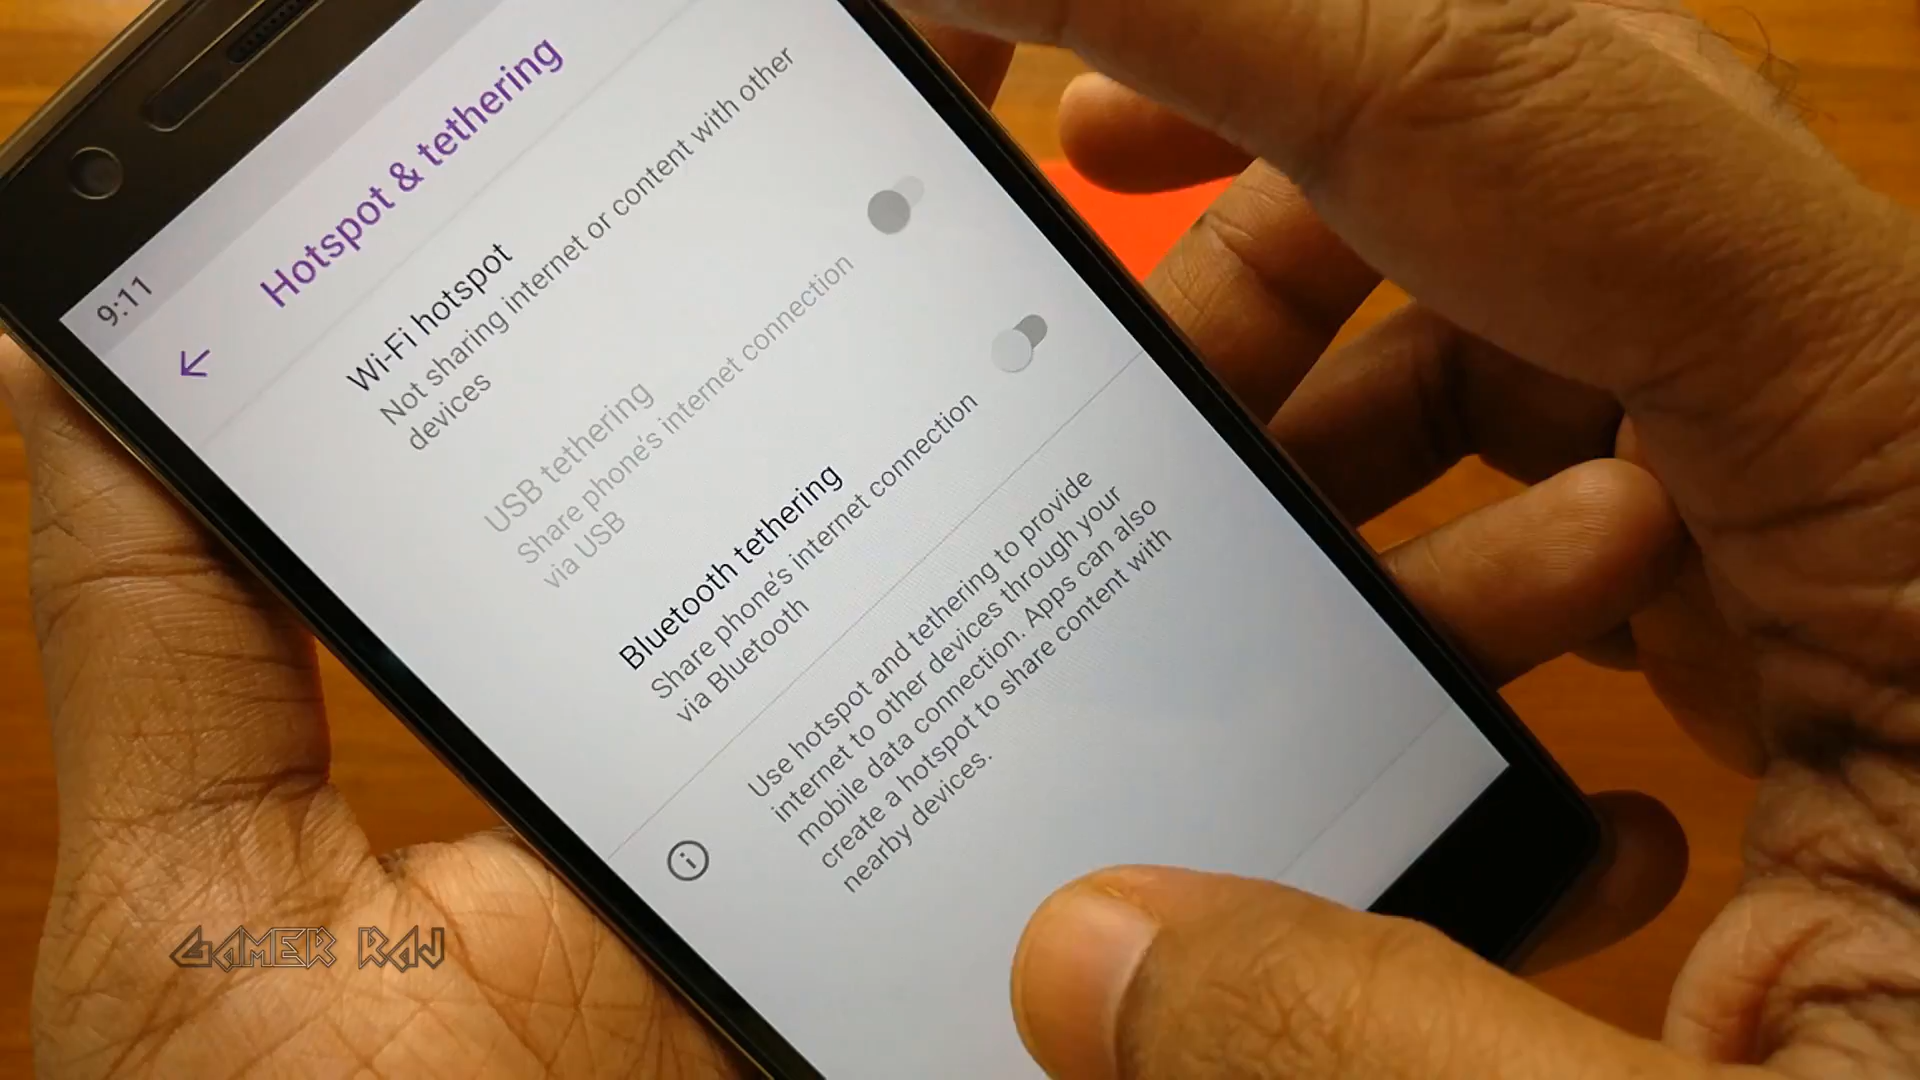 9:11
Hotspot & tethering
Wi-Fi hotspot
Not sharing internet or content with other
devices
USB tethering
Share phone's internet connection
via USB
Bluetooth tethering
Share phone's internet connection
via Bluetooth
Use hotspot and tethering to provide
internet to other devices through your
mobile data connection. Apps can also
create a hotspot to share content with
nearby devices.
GAMER RAJ